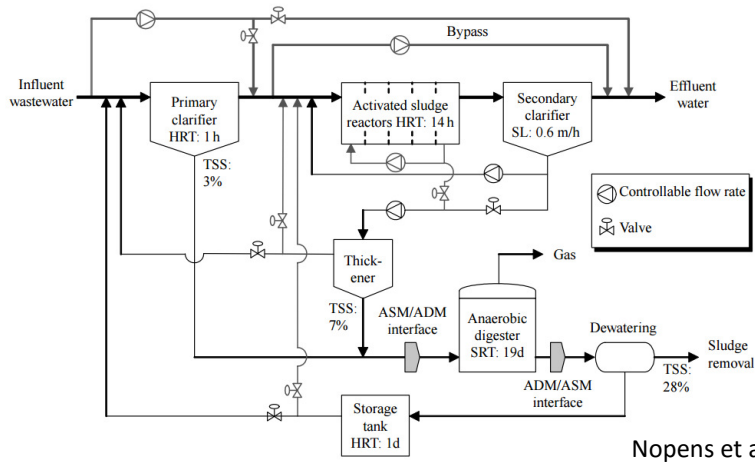 Bypass
Influent
wastewater
Primary
clarifier
HRT: 1 h
Activated sludge
reactors HRT: 14 h
Secondary
clarifier
SL: 0.6 m/h
Effluent
water
TSS:
3%
Controllable flow rate
Valve
Thick-
ener
TSS:
7%
ASM/ADM
interface
Gas
Anaerobic
digester
SRT: 19d
Dewatering
ADM/ASM
interface
Sludge
removal
TSS:
28%
Storage
tank
HRT: 1d
Nopens et